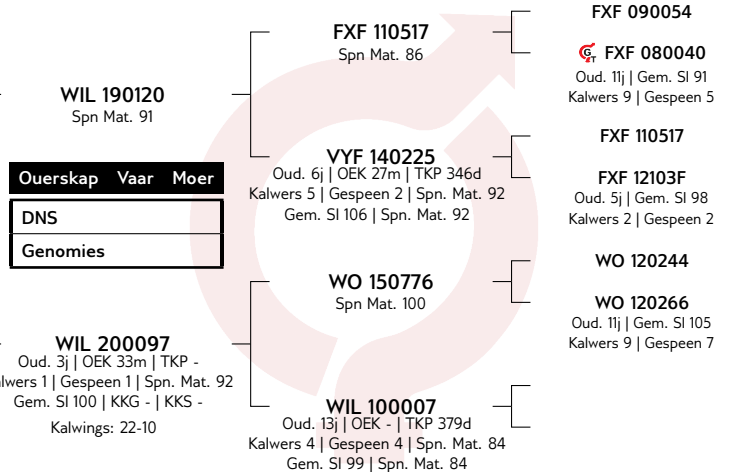 WIL 190120
Spn Mat. 91
Ouerskap Vaar Moer
DNS
Genomies
WIL 200097
Oud. 3j | OEK 33m | TKP -
1 | Gespeen 1 | Spn. Mat. 92
Gem. SI 100 | KKG - | KKS -
Kalwings: 22-10
FXF 110517
Spn Mat. 86
VYF 140225
Oud. 6j | OEK 27m | TKP 346d
Kalwers 5 | Gespeen 2 | Spn. Mat. 92
Gem. SI 106 | Spn. Mat. 92
WO 150776
Spn Mat. 100
WIL 100007
Oud. 13j | OEK - | TKP 379d
Kalwers 4 | Gespeen 4 | Spn. Mat. 84
Gem. SI 99 | Spn. Mat. 84
FXF 090054
GT FXF 080040
Oud. 11j | Gem. SI 91
Kalwers 9 | Gespeen 5
FXF 110517
FXF 12103F
Oud. 5j | Gem. SI 98
Kalwers 2 | Gespeen 2
WO 120244
WO 120266
Oud. 11j | Gem. SI 105
Kalwers 9 | Gespeen 7